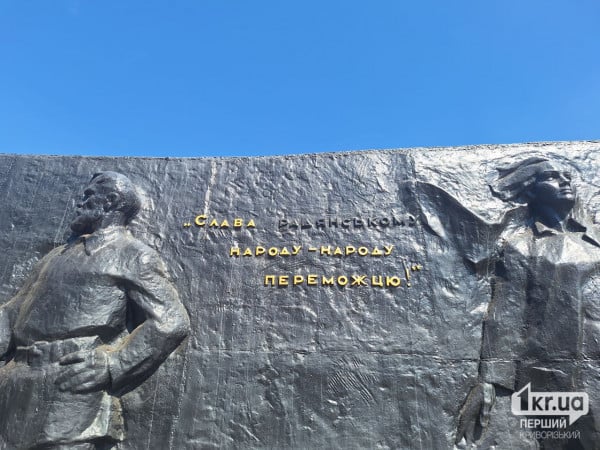 „Слава радянському
народу-народу
переможцю!"
1kr.ua
ПЕРШИЙ
КРИВОРІЗЬКИЙ